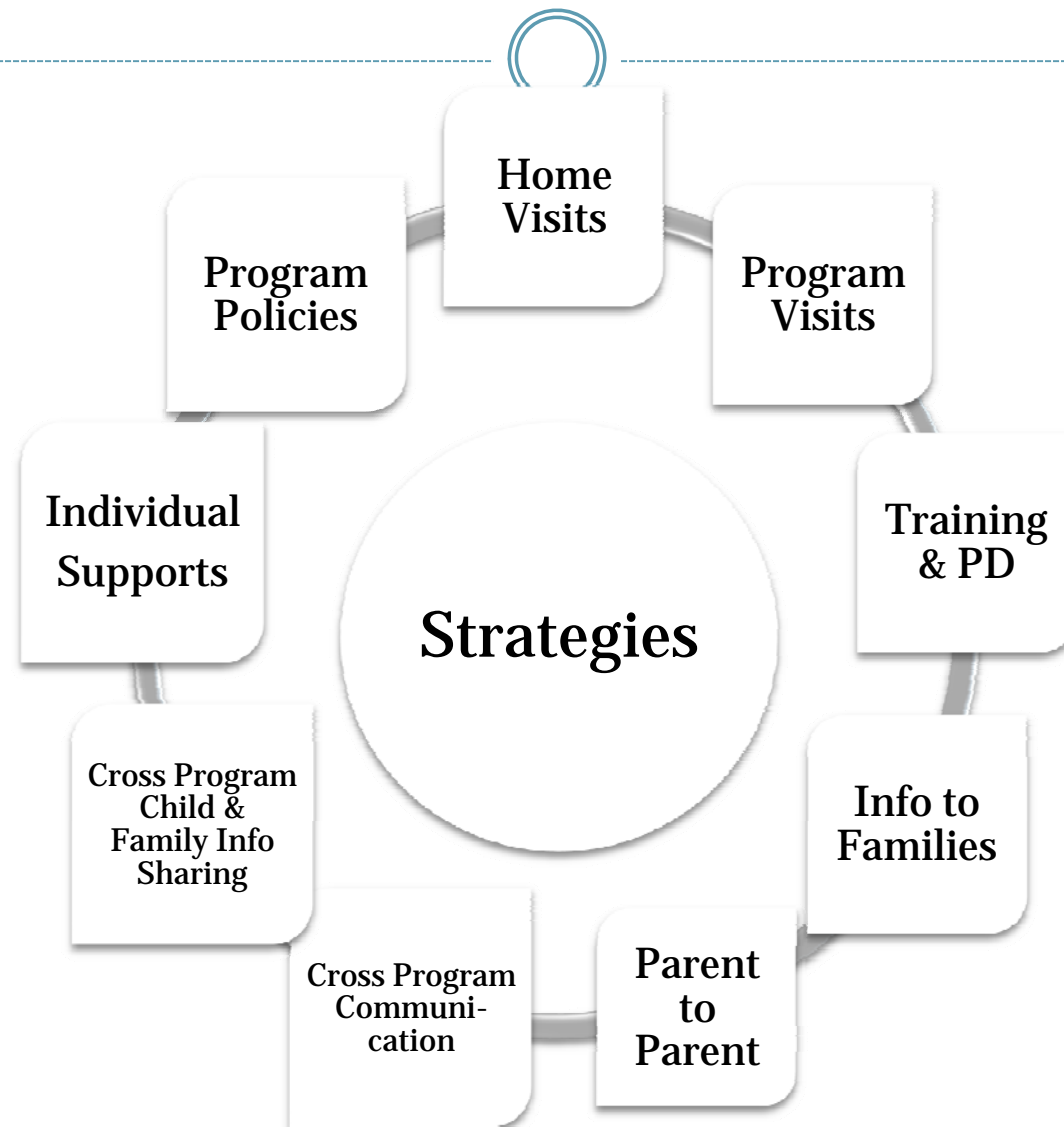 Home
Visits
Program
Policies
Program
Visits
Individual
Supports
Training
& PD
Strategies
Cross Program
Child &
Family Info
Sharing
Info to
Families
Cross Program
Communi-
cation
Parent
to
Parent